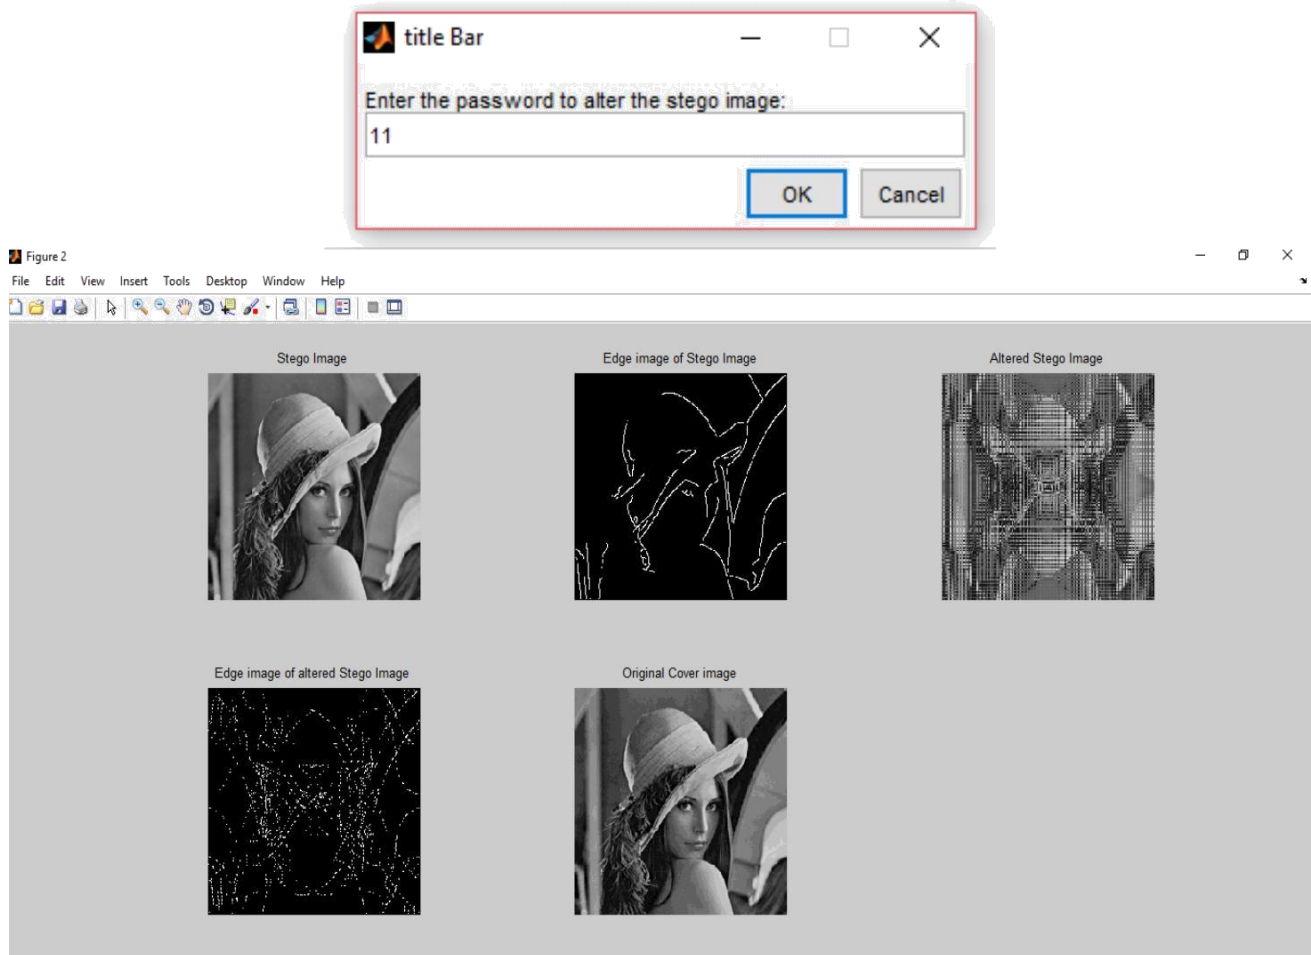 title Bar
Enter the password to alter the stego image:
11
OK Cancel
Figure 2
File Edit View Insert Tools Desktop Window Help
Stego Image
Edge image of Stego Image
Altered Stego Image
Edge image of altered Stego Image
Original Cover image